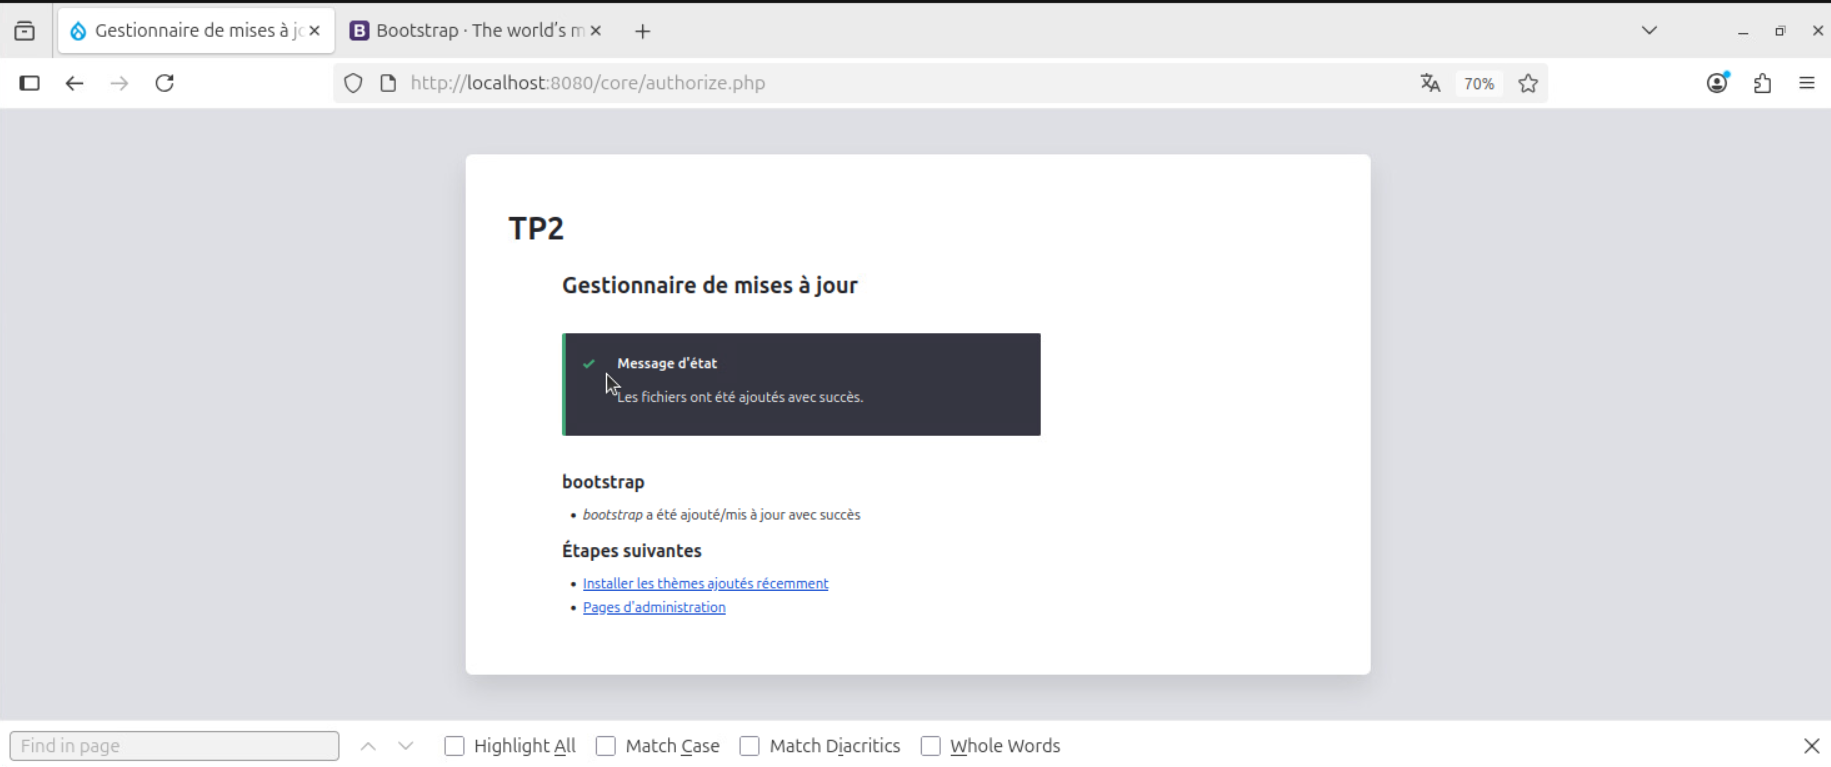 Gestionnaire de mises à jo
Bootstrap · The world's m
http://localhost:8080/core/authorize.php
70%
TP2
Gestionnaire de mises à jour
Message d'état
Les fichiers ont été ajoutés avec succès.
bootstrap
• bootstrap a été ajouté/mis à jour avec succès
Étapes suivantes
• Installer les thèmes ajoutés récemment
• Pages d'administration
Find in page
Highlight All
Match Case
Match Diacritics
Whole Words